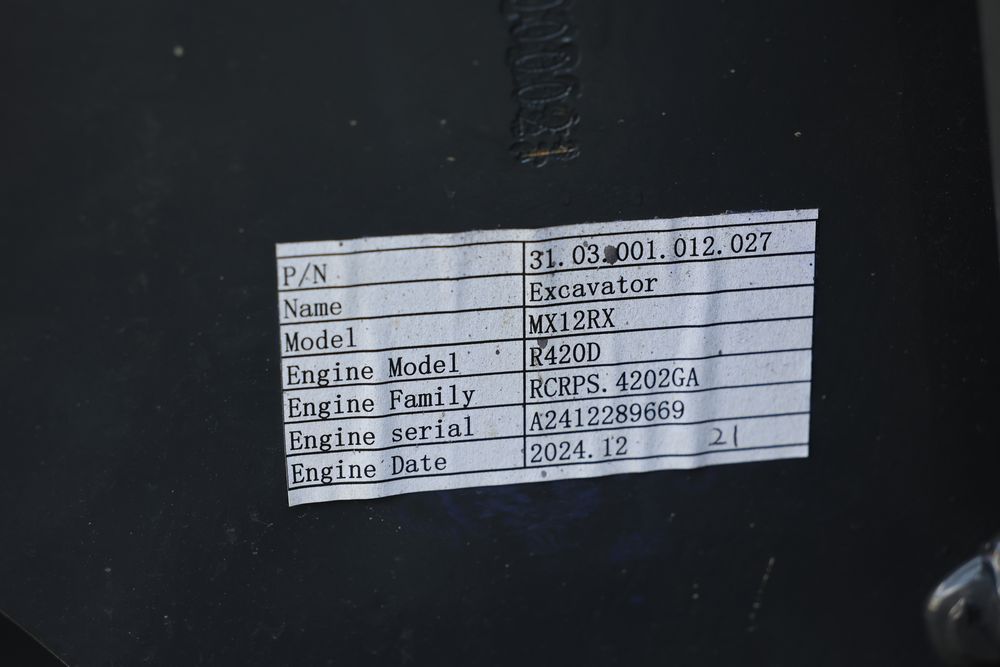 P/N 31.03.001.012.027
Name Excavator
Model MX12RX
Engine Model R420D
Engine Family RCRPS.4202GA
Engine serial A2412289669
Engine Date 2024.12 21